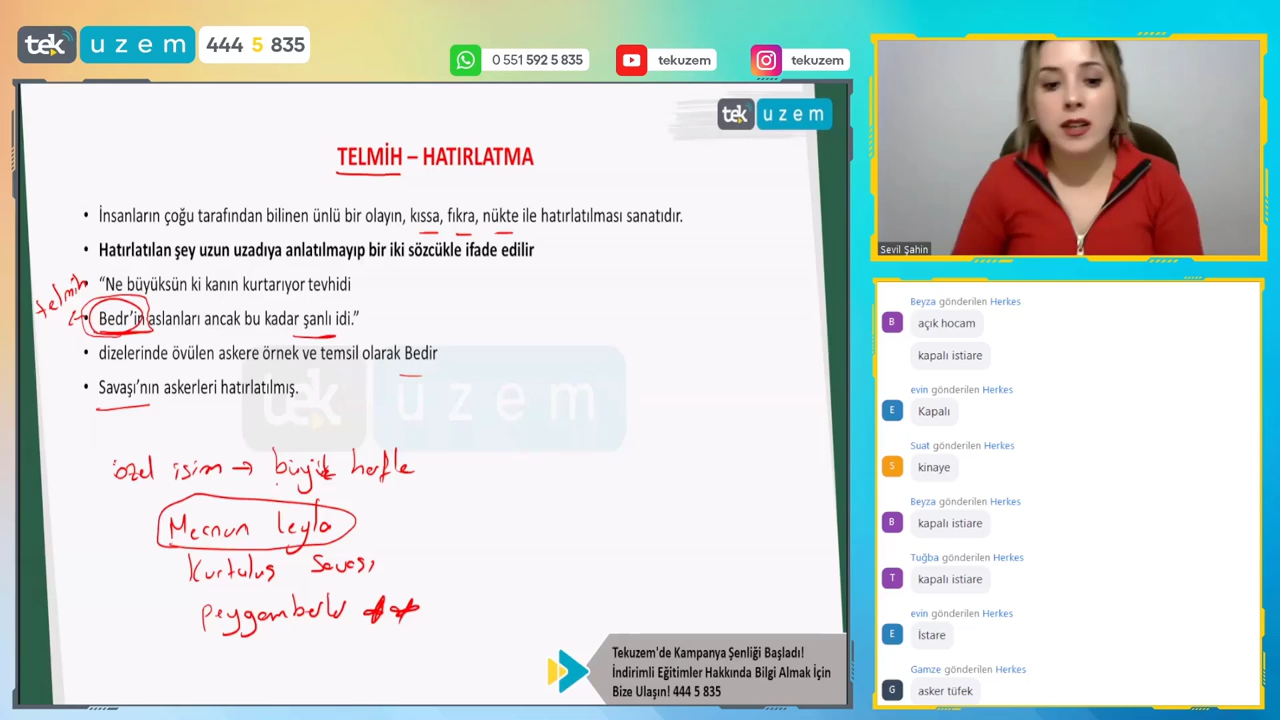 tek uzem 444 5 835
0 551 592 5 835
tekuzem
tekuzem
tek uzem
TELMİH – HATIRLATMA
• İnsanların çoğu tarafından bilinen ünlü bir olayın, kıssa, fıkra, nükte ile hatırlatılması sanatıdır.
• Hatırlatılan şey uzun uzadıya anlatılmayıp bir iki sözcükle ifade edilir
telmih
• “Ne büyüksün ki kanın kurtarıyor tevhidi
• Bedr’in aslanları ancak bu kadar şanlı idi.”
• dizelerinde övülen askere örnek ve temsil olarak Bedir
• Savaşı’nın askerleri hatırlatılmış.
tek uzem
özel isim → büyük harfle
Mecnun Leyla
Kurtuluş Savaşı
peygamberler
Tekuzem'de Kampanya Şenliği Başladı!
İndirimli Eğitimler Hakkında Bilgi Almak İçin
Bize Ulaşın! 444 5 835
Sevil Şahin
Beyza gönderilen Herkes
B açık hocam
kapalı istiare
evin gönderilen Herkes
E Kapalı
Suat gönderilen Herkes
S kinaye
Beyza gönderilen Herkes
B kapalı istiare
Tuğba gönderilen Herkes
T kapalı istiare
evin gönderilen Herkes
E İstare
Gamze gönderilen Herkes
G asker tüfek